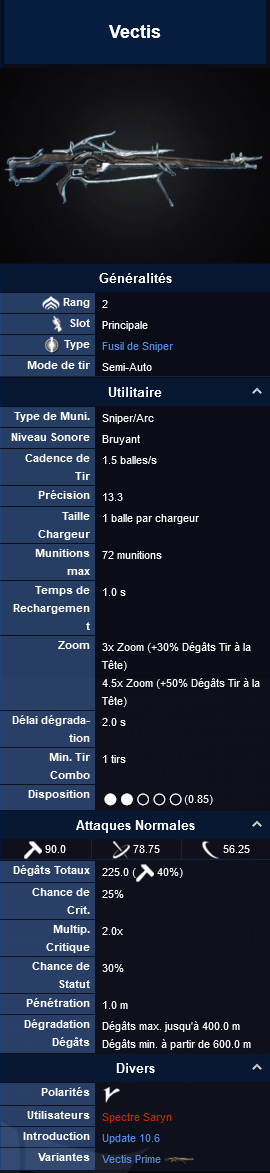 Vectis
Généralités
Rang 2
Slot Principale
Type Fusil de Sniper
Mode de tir Semi-Auto
Utilitaire
Type de Muni. Sniper/Arc
Niveau Sonore Bruyant
Cadence de 1.5 balles/s
Tir
Précision 13.3
Taille 1 balle par chargeur
Chargeur
Munitions 72 munitions
max
Temps de 1.0 s
Rechargemen
t
Zoom 3x Zoom (+30% Dégâts Tir à la
Tête)
4.5x Zoom (+50% Dégâts Tir à la
Tête)
Délai dégrada- 2.0 s
tion
Min. Tir 1 tirs
Combo
Disposition (0.85)
Attaques Normales
90.0 78.75 56.25
Dégâts Totaux 225.0 ( 40%)
Chance de 25%
Crit.
Multip. 2.0x
Critique
Chance de 30%
Statut
Pénétration 1.0 m
Dégradation Dégâts max. jusqu'à 400.0 m
Dégâts Dégâts min. à partir de 600.0 m
Divers
Polarités
Utilisateurs Spectre Saryn
Introduction Update 10.6
Variantes Vectis Prime